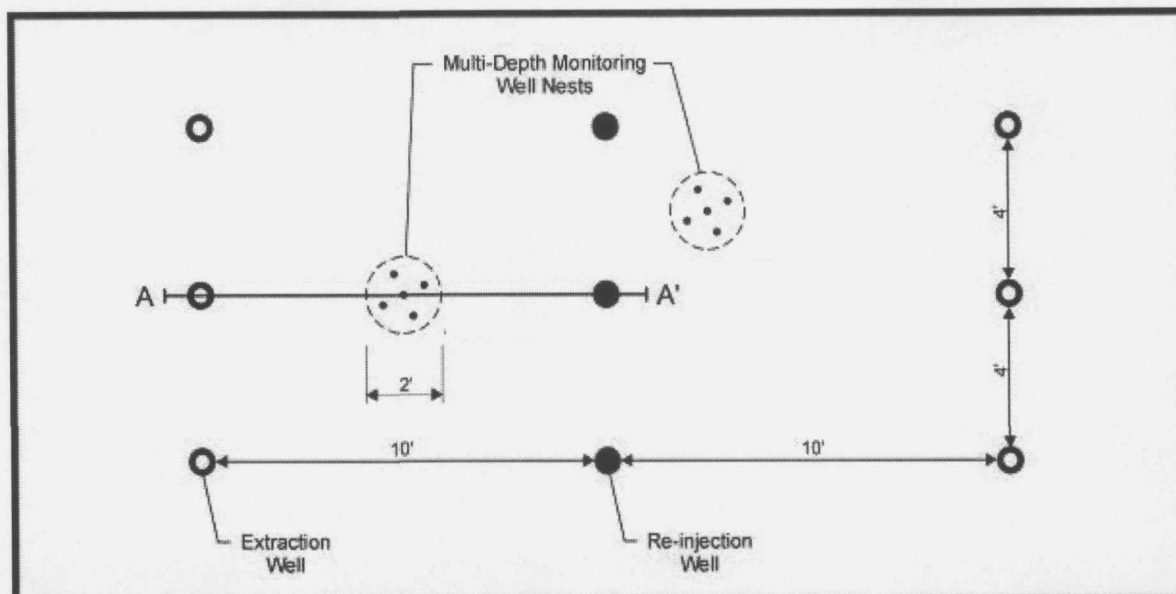 Multi-Depth Monitoring
Well Nests
4'
A
A'
4'
2'
10'
10'
Extraction
Well
Re-injection
Well